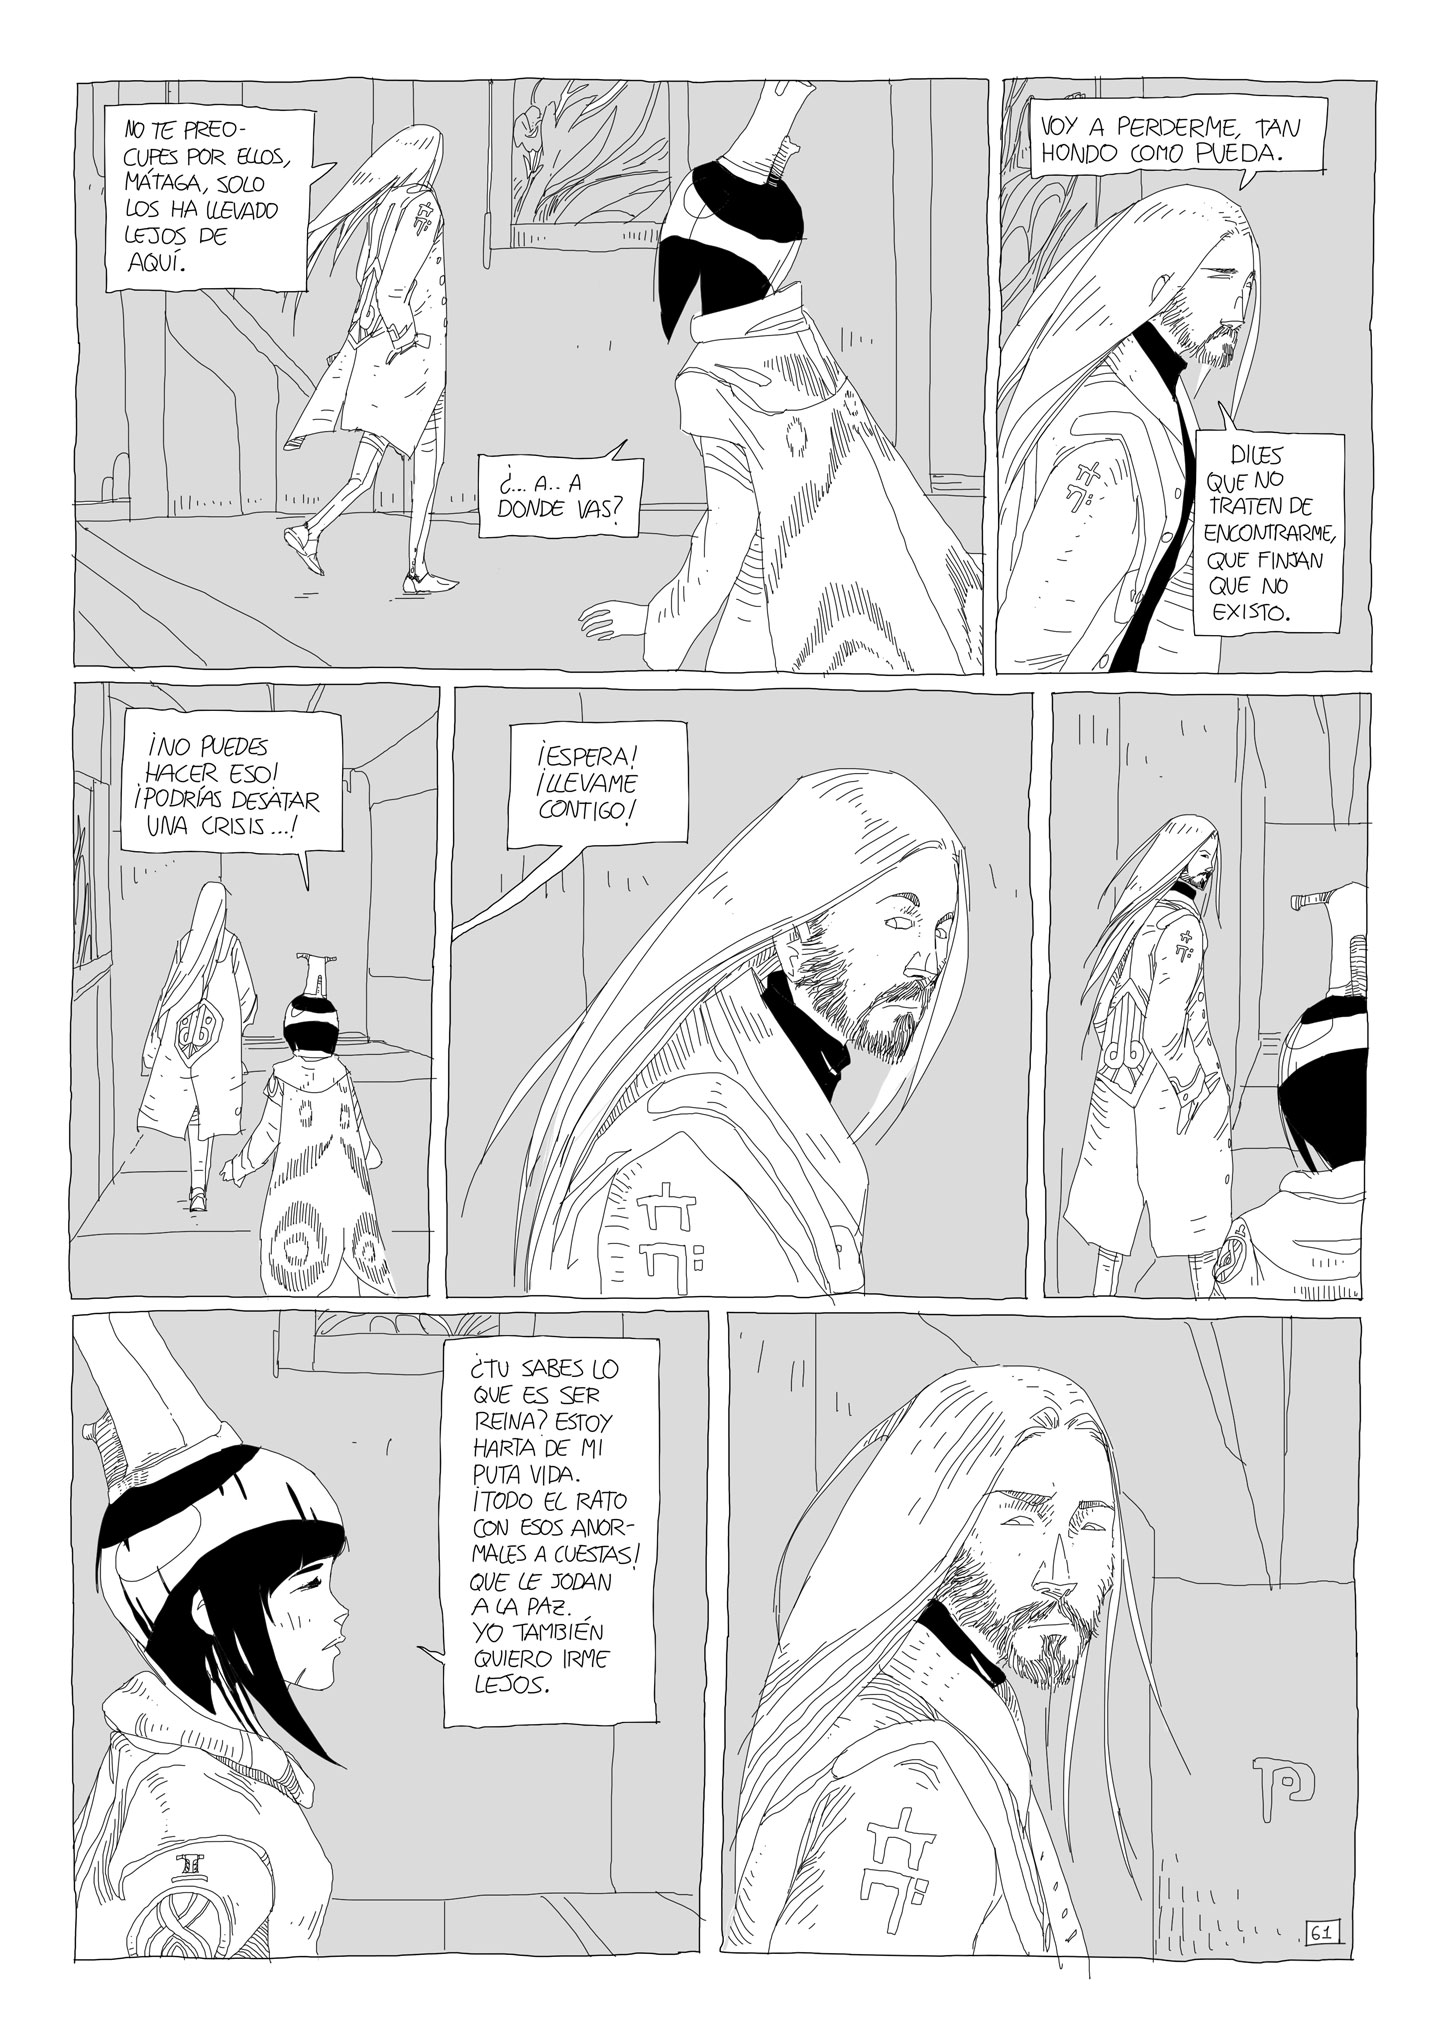 NO TE PREO-
CUPES POR ELLOS,
MÁTAGA, SOLO
LOS HA LLEVADO
LEJOS DE
AQUÍ.
¿... A.. A
DONDE VAS?
VOY A PERDERME, TAN
HONDO COMO PUEDA.
DILES
QUE NO
TRATEN DE
ENCONTRARME,
QUE FINJAN
QUE NO
EXISTO.
¡NO PUEDES
HACER ESO!
¡PODRÍAS DESATAR
UNA CRISIS...!
¡ESPERA!
¡LLEVAME
CONTIGO!
¿TU SABES LO
QUE ES SER
REINA? ESTOY
HARTA DE MI
PUTA VIDA.
¡TODO EL RATO
CON ESOS ANOR-
MALES A CUESTAS!
QUE LE JODAN
A LA PAZ.
YO TAMBIÉN
QUIERO IRME
LEJOS.
61